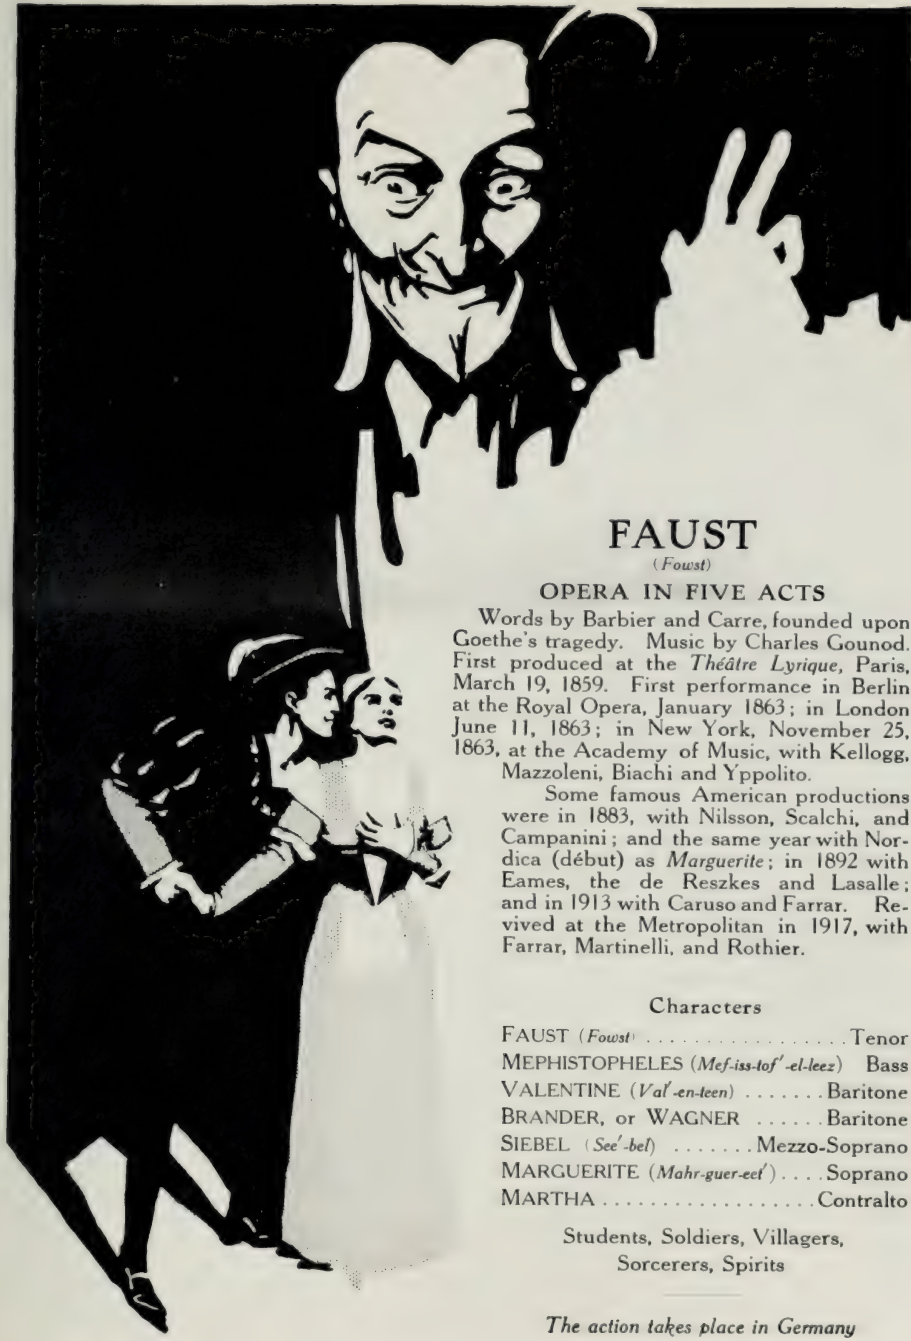 FAUST
(Fowst)
OPERA IN FIVE ACTS
Words by Barbier and Carre, founded upon
Goethe's tragedy. Music by Charles Gounod.
First produced at the Théâtre Lyrique, Paris,
March 19, 1859. First performance in Berlin
at the Royal Opera, January 1863; in London
June 11, 1863; in New York, November 25,
1863, at the Academy of Music, with Kellogg,
Mazzoleni, Biachi and Yppolito.
Some famous American productions
were in 1883, with Nilsson, Scalchi, and
Campanini; and the same year with Nor-
dica (début) as Marguerite; in 1892 with
Eames, the de Reszkes and Lasalle;
and in 1913 with Caruso and Farrar. Re-
vived at the Metropolitan in 1917, with
Farrar, Martinelli, and Rothier.
Characters
FAUST (Fowst) . . . . . . . . . . . . . . . . . Tenor
MEPHISTOPHELES (Mef-iss-tof'-el-leez) Bass
VALENTINE (Val'-en-teen) . . . . . . . Baritone
BRANDER, or WAGNER . . . . . . Baritone
SIEBEL (See'-bel) . . . . . . . Mezzo-Soprano
MARGUERITE (Mahr-guer-eet') . . . . Soprano
MARTHA . . . . . . . . . . . . . . . . . . Contralto
Students, Soldiers, Villagers,
Sorcerers, Spirits
The action takes place in Germany